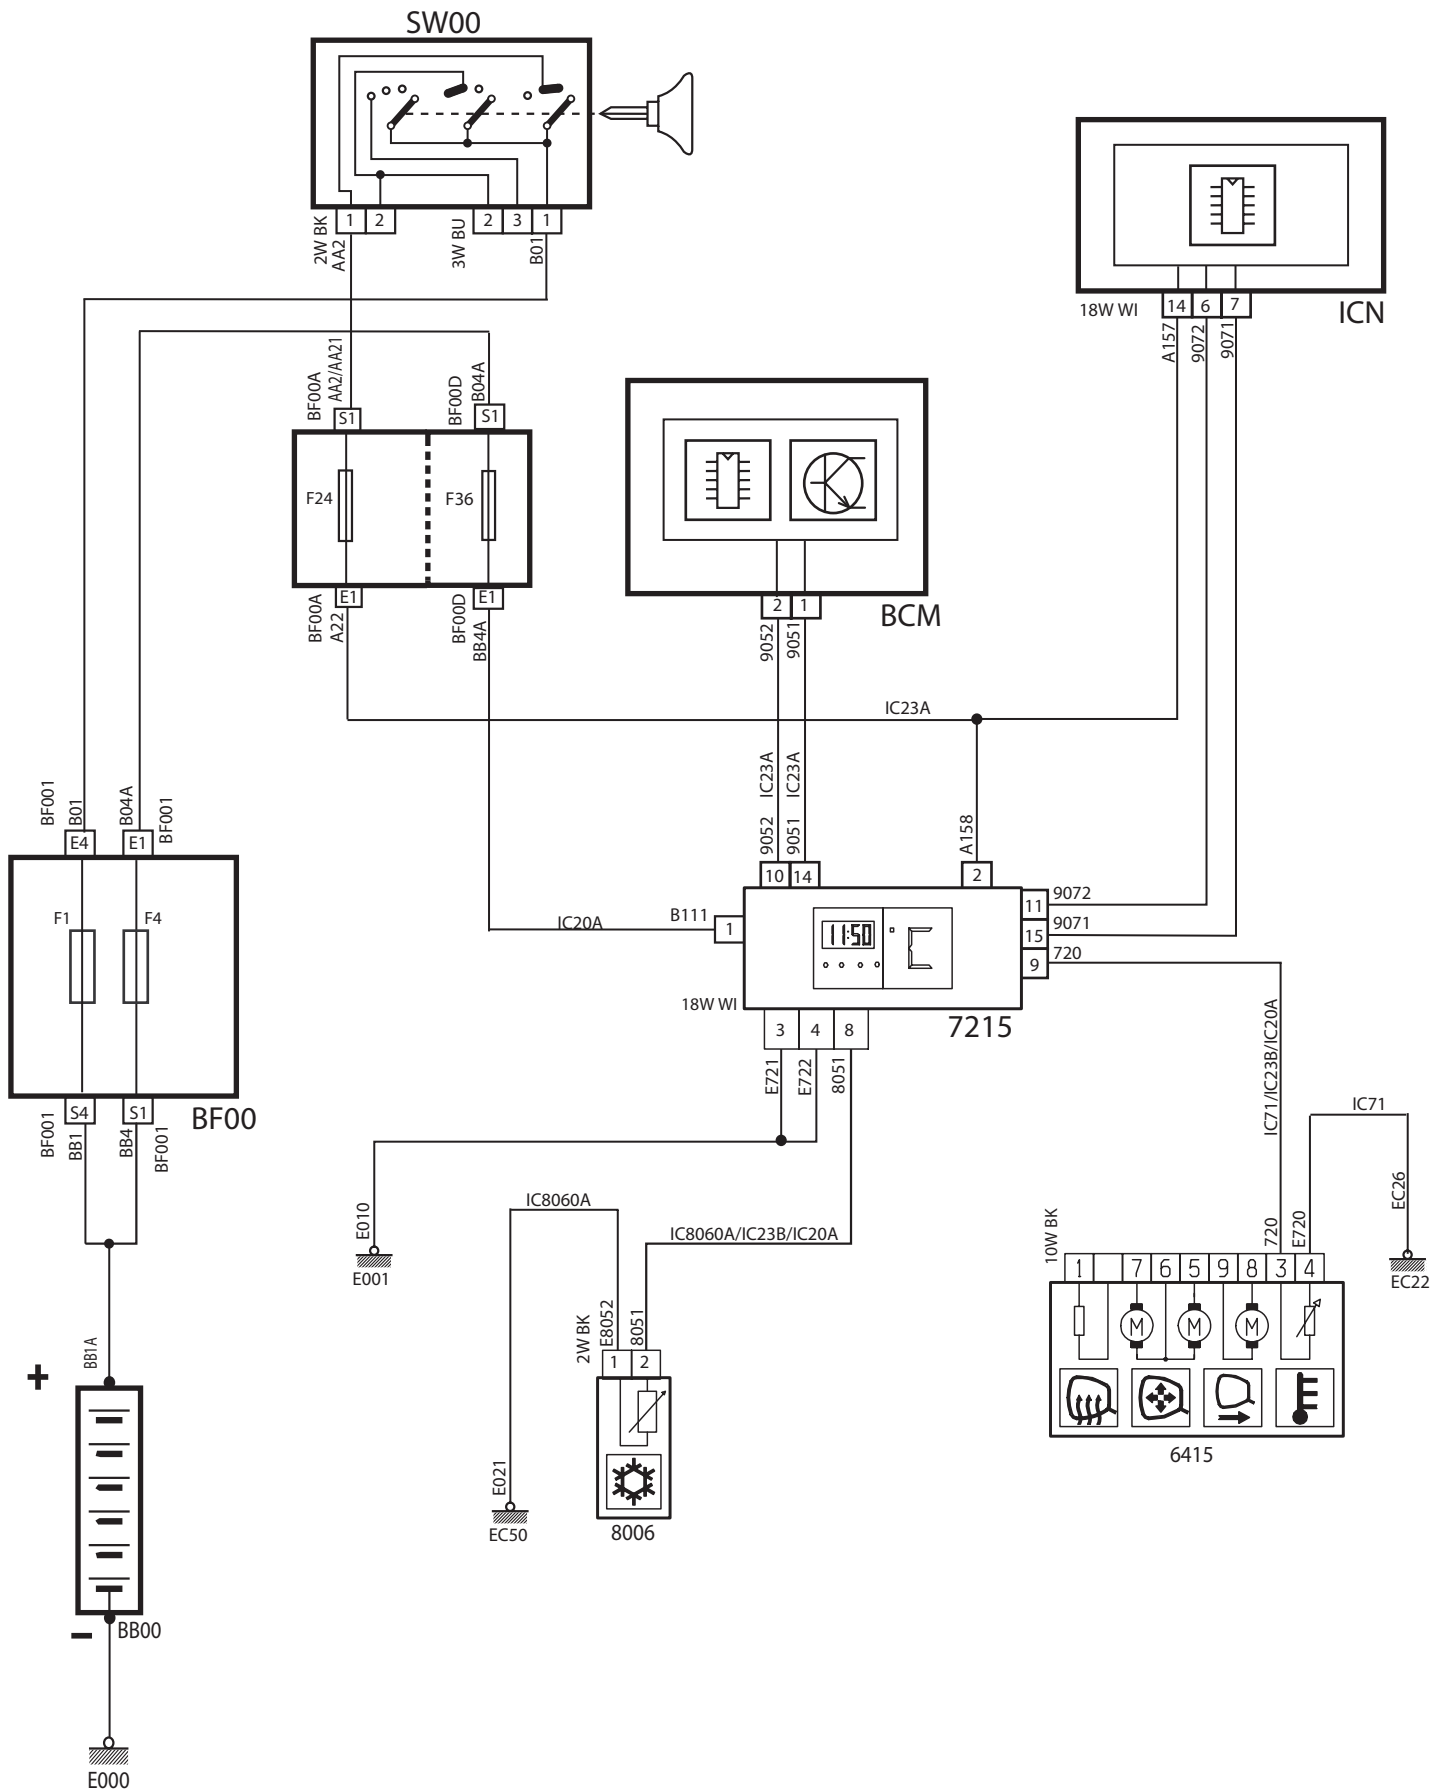 SW00
1
2
2
3
1
2W BK
AA2
3W BU
B01
ICN
18W WI
14
6
7
A157
9072
9071
BF00A
AA2/AA21
BF00D
B04A
S1
S1
F24
F36
E1
E1
BF00A
A22
BF00D
BB4A
BCM
2
1
9052
9051
IC23A
IC23A
IC23A
9052
9051
A158
10
14
2
BF001
B01
B04A
BF001
E4
E1
F1
F4
S4
S1
BF00
BF001
BB1
BB4
BF001
IC20A
B111
1
11:50
°C
11
9072
15
9071
9
720
18W WI
7215
3
4
8
E721
E722
8051
IC71/IC23B/IC20A
IC71
E010
E001
IC8060A
IC8060A/IC23B/IC20A
EC26
EC22
10W BK
720
E720
1
7
6
5
9
8
3
4
M
M
M
6415
2W BK
E8052
8051
1
2
8006
E021
EC50
BB1A
+
–
BB00
E000